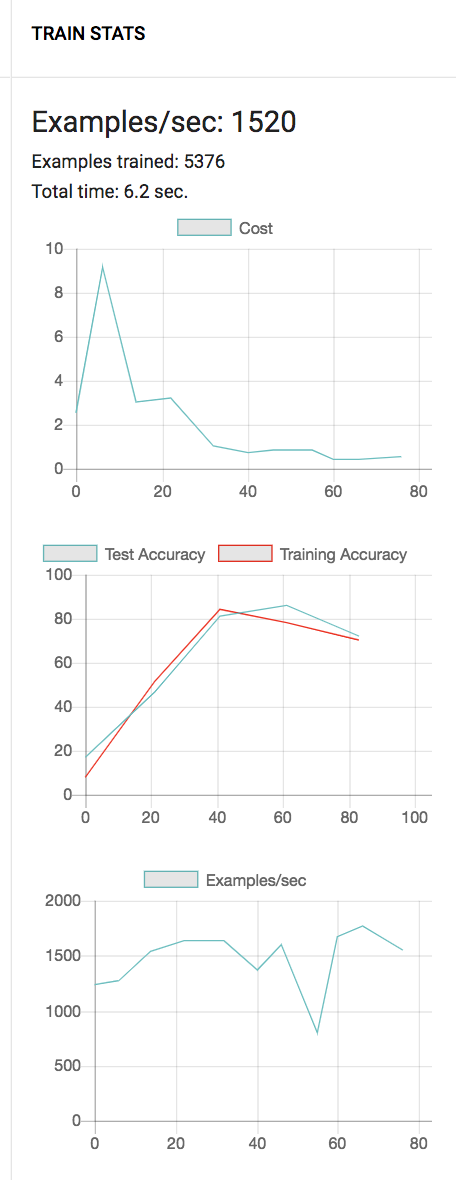 TRAIN STATS
Examples/sec: 1520
Examples trained: 5376
Total time: 6.2 sec.
Cost
10
8
6
4
2
0
0 20 40 60 80
Test Accuracy Training Accuracy
100
80
60
40
20
0
0 20 40 60 80 100
Examples/sec
2000
1500
1000
500
0
0 20 40 60 80